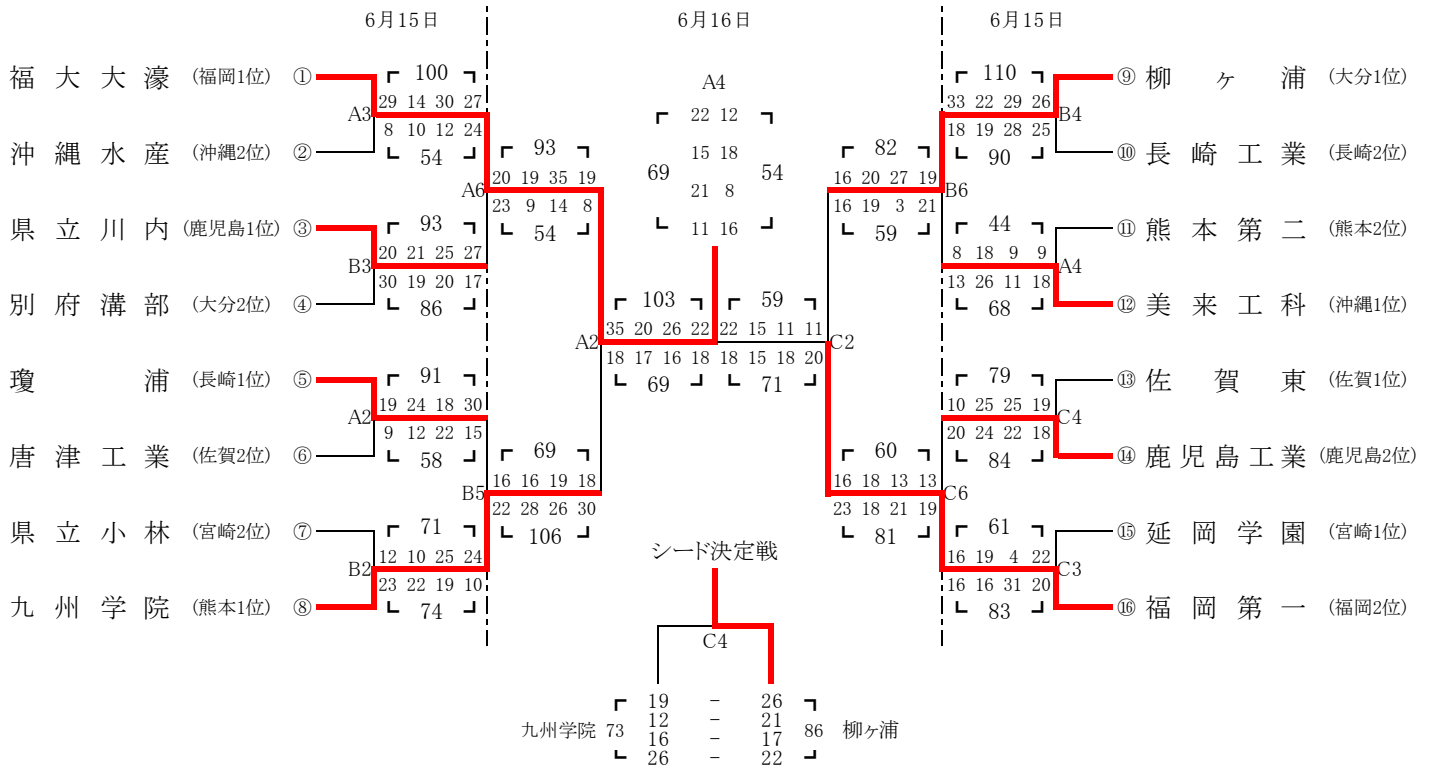 6月15日 6月16日 6月15日
福大大濠 (福岡1位) ① 100 A4 110 ⑨ 柳ヶ浦 (大分1位)
29 14 30 27 22 12 33 22 29 26
A3 B4
8 10 12 24 18 19 28 25
沖縄水産 (沖縄2位) ② 54 93 15 18 82 90 ⑩ 長崎工業 (長崎2位)
69 54
20 19 35 19 21 8 16 20 27 19
A6 B6
23 9 14 8 16 19 3 21
県立川内 (鹿児島1位) ③ 93 54 11 16 59 44 ⑪ 熊本第二 (熊本2位)
20 21 25 27 8 18 9 9
B3 A4
30 19 20 17 13 26 11 18
別府溝部 (大分2位) ④ 86 103 59 68 ⑫ 美来工科 (沖縄1位)
35 20 26 22 22 15 11 11
A2 C2
18 17 16 18 18 15 18 20
瓊浦 (長崎1位) ⑤ 91 69 71 79 ⑬ 佐賀東 (佐賀1位)
19 24 18 30 10 25 25 19
A2 C4
9 12 22 15 20 24 22 18
唐津工業 (佐賀2位) ⑥ 58 69 60 84 ⑭ 鹿児島工業 (鹿児島2位)
16 16 19 18 16 18 13 13
B5 C6
22 28 26 30 23 18 21 19
県立小林 (宮崎2位) ⑦ 71 106 81 61 ⑮ 延岡学園 (宮崎1位)
シード決定戦
12 10 25 24 16 19 4 22
B2 C3
23 22 19 10 16 16 31 20
九州学院 (熊本1位) ⑧ 74 83 ⑯ 福岡第一 (福岡2位)
C4
19 - 26
12 - 21
九州学院 73 86 柳ヶ浦
16 - 17
26 - 22